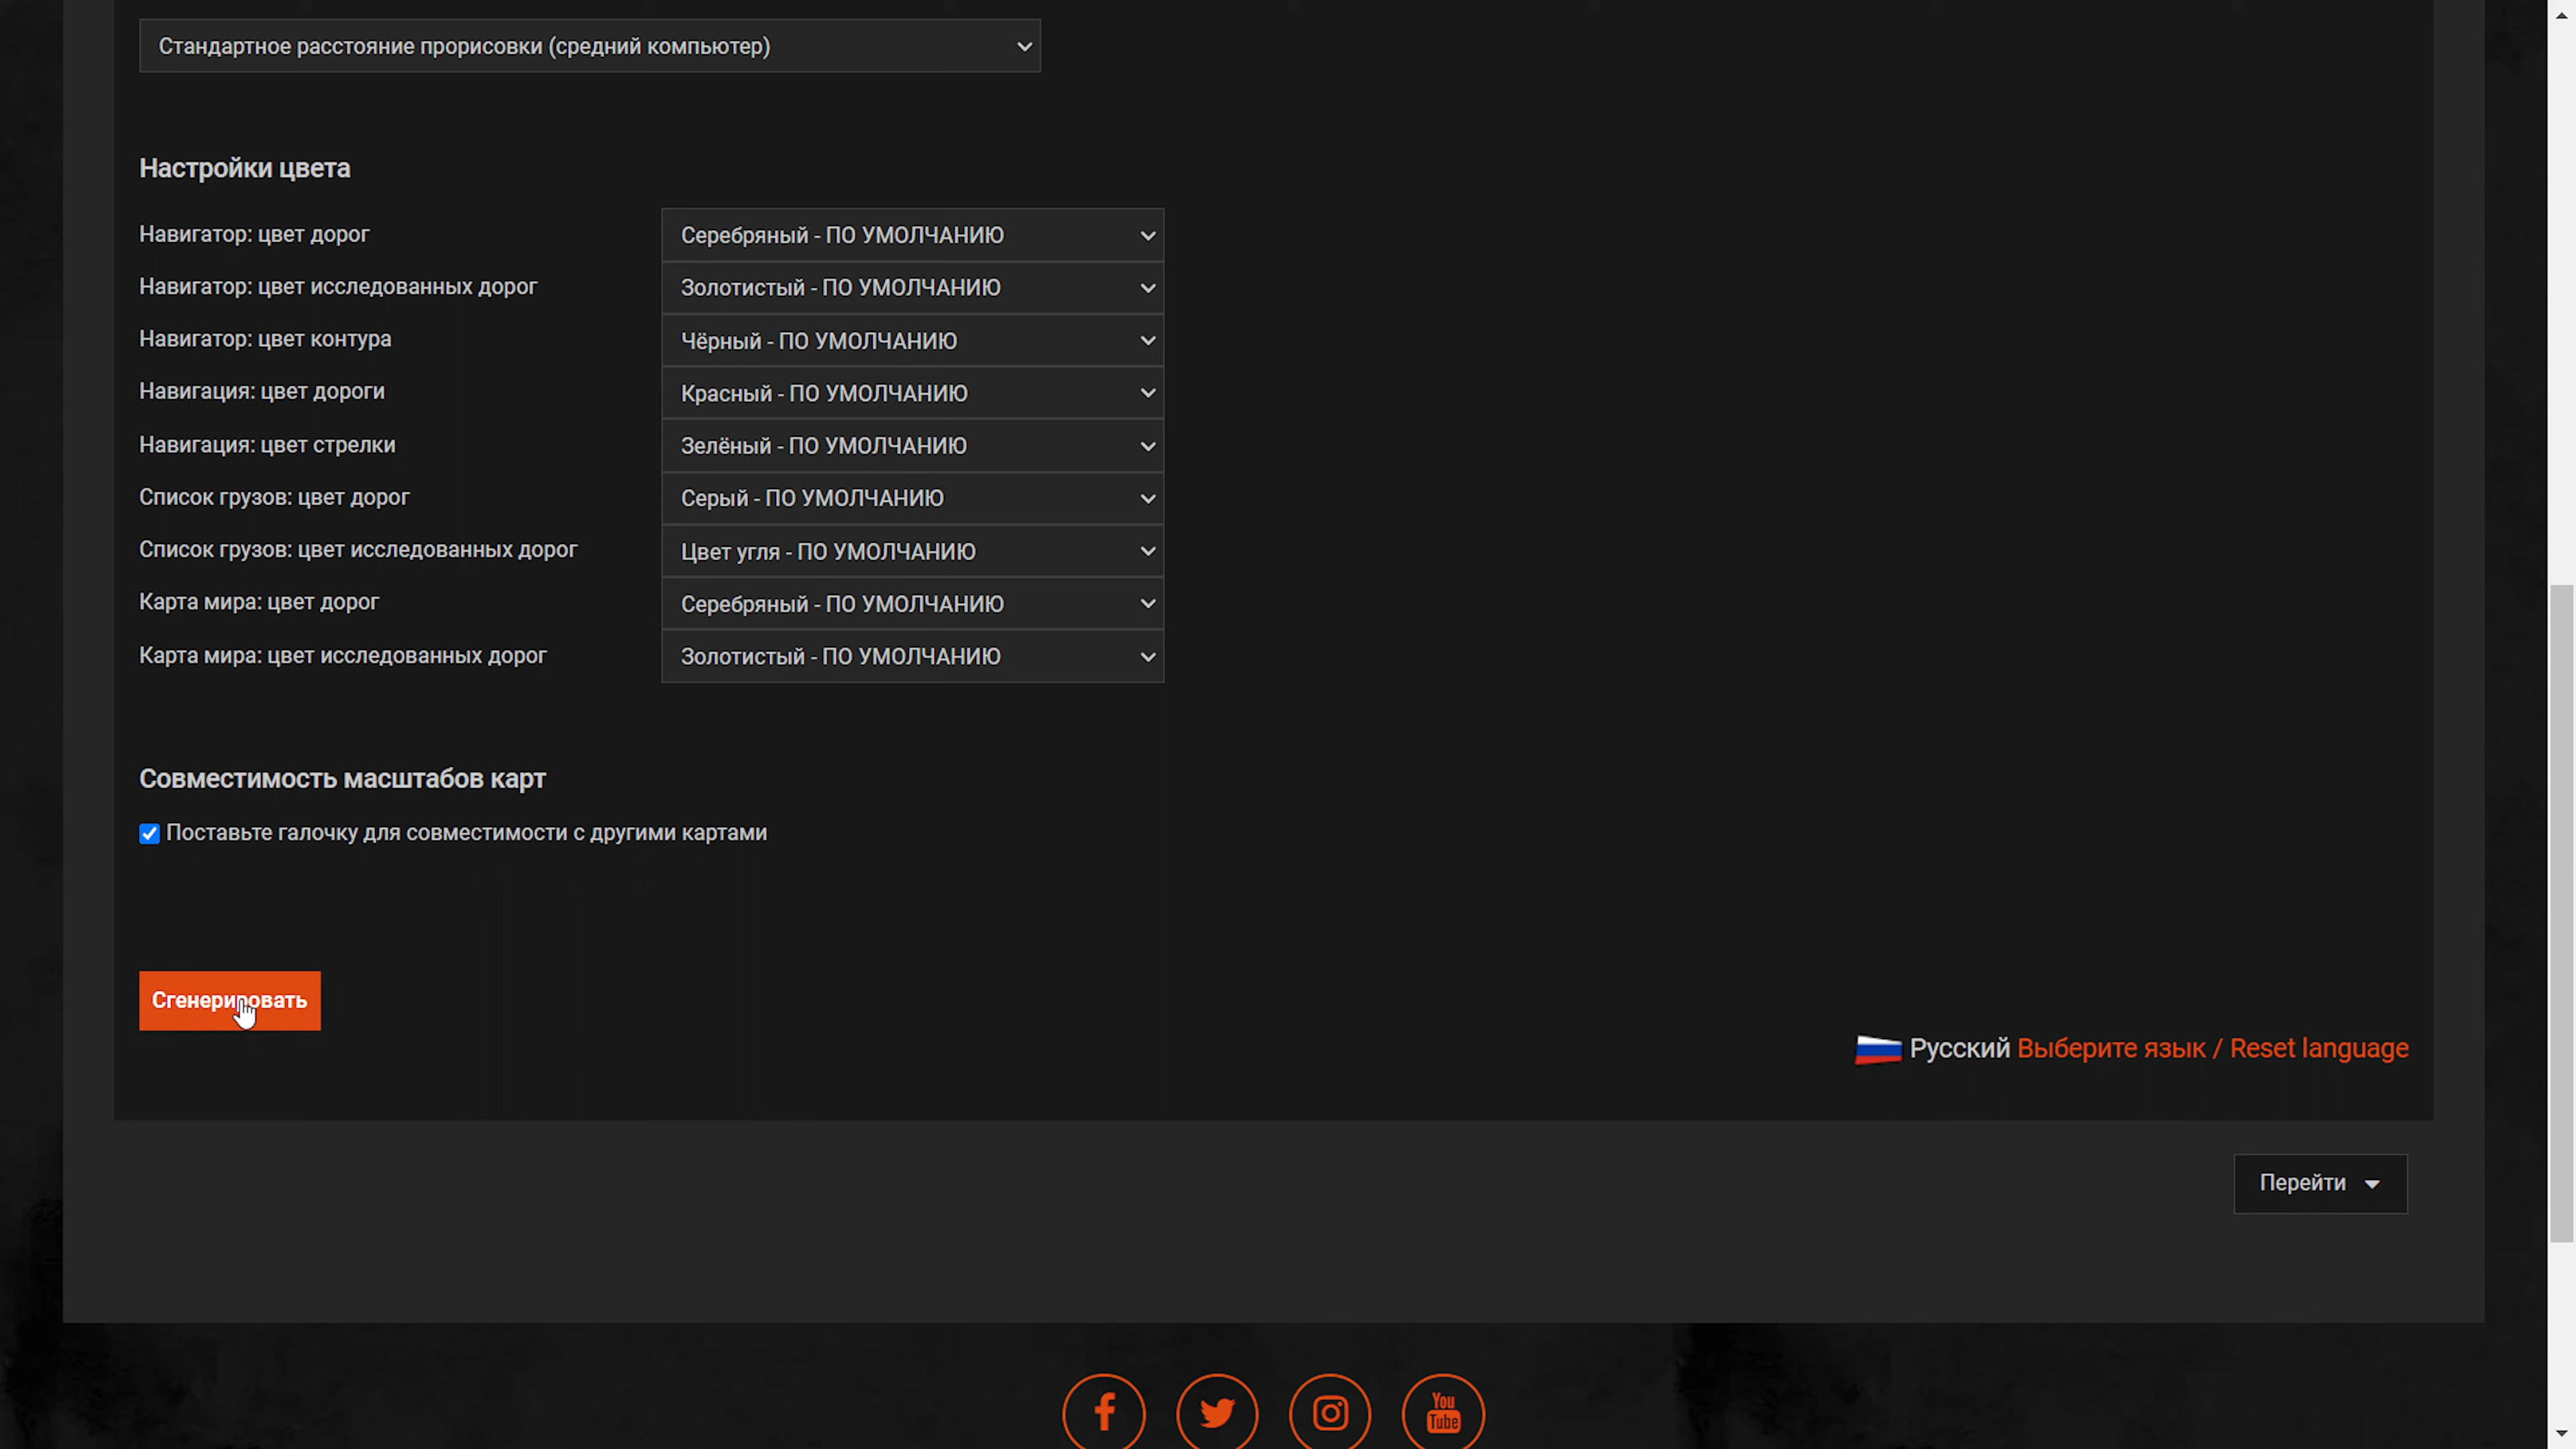 Стандартное расстояние прорисовки (средний компьютер)
Настройки цвета
Навигатор: цвет дорог
Серебряный - ПО УМОЛЧАНИЮ
Навигатор: цвет исследованных дорог
Золотистый - ПО УМОЛЧАНИЮ
Навигатор: цвет контура
Чёрный - ПО УМОЛЧАНИЮ
Навигация: цвет дороги
Красный - ПО УМОЛЧАНИЮ
Навигация: цвет стрелки
Зелёный - ПО УМОЛЧАНИЮ
Список грузов: цвет дорог
Серый - ПО УМОЛЧАНИЮ
Список грузов: цвет исследованных дорог
Цвет угля - ПО УМОЛЧАНИЮ
Карта мира: цвет дорог
Серебряный - ПО УМОЛЧАНИЮ
Карта мира: цвет исследованных дорог
Золотистый - ПО УМОЛЧАНИЮ
Совместимость масштабов карт
Поставьте галочку для совместимости с другими картами
Сгенерировать
Русский Выберите язык / Reset language
Перейти
You
Tube